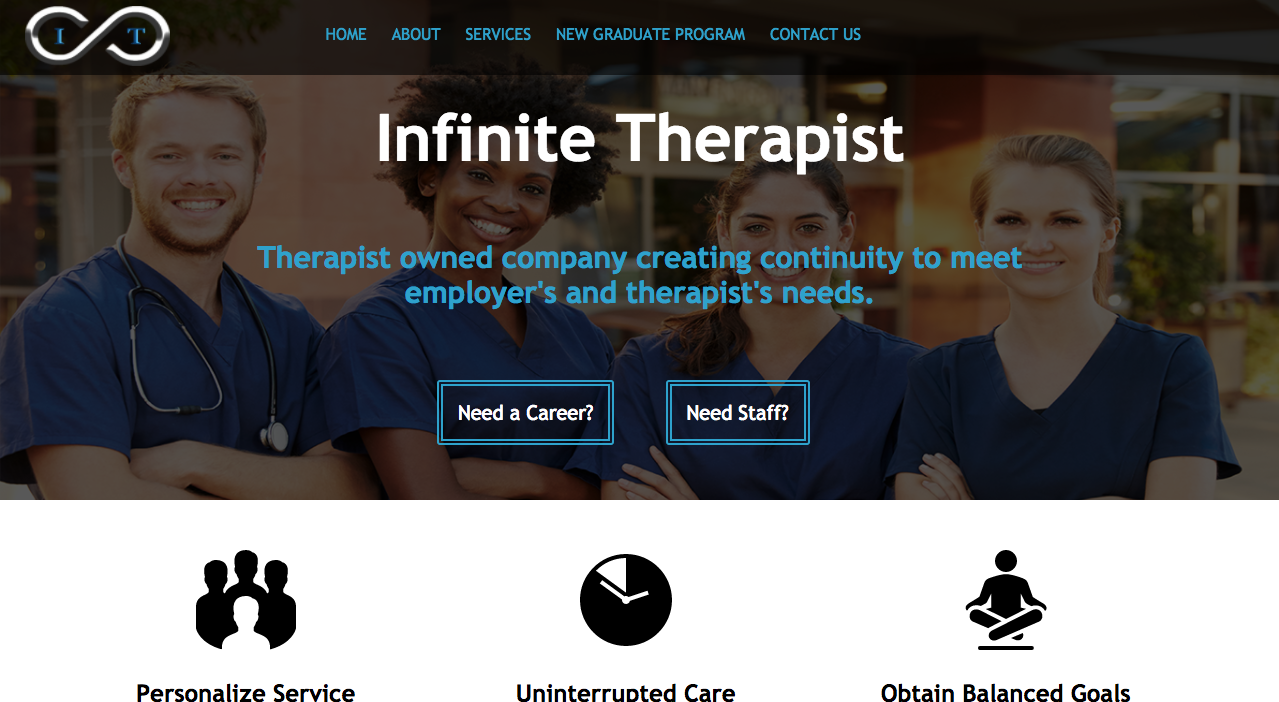 I T
HOME ABOUT SERVICES NEW GRADUATE PROGRAM CONTACT US
Infinite Therapist
Therapist owned company creating continuity to meet
employer's and therapist's needs.
Need a Career? Need Staff?
Personalize Service Uninterrupted Care Obtain Balanced Goals